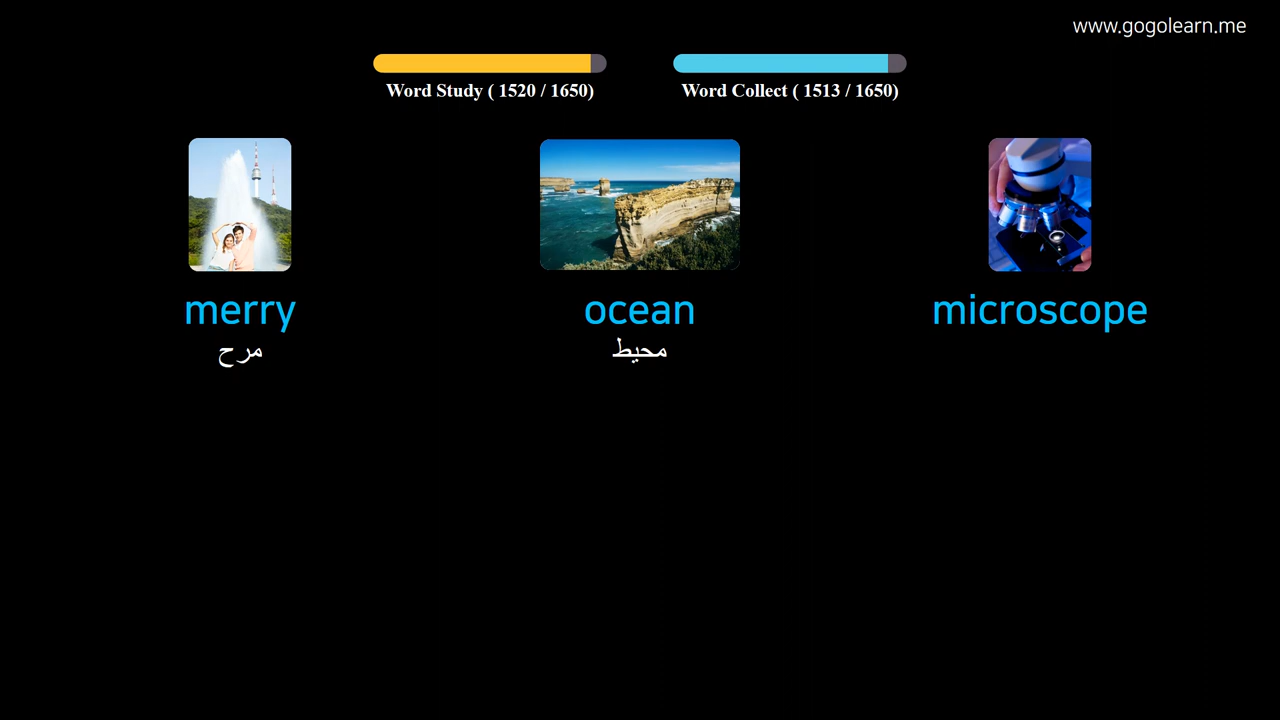 www.gogolearn.me
Word Study ( 1520 / 1650)
Word Collect ( 1513 / 1650)
merry
ocean
microscope
مرح
محيط